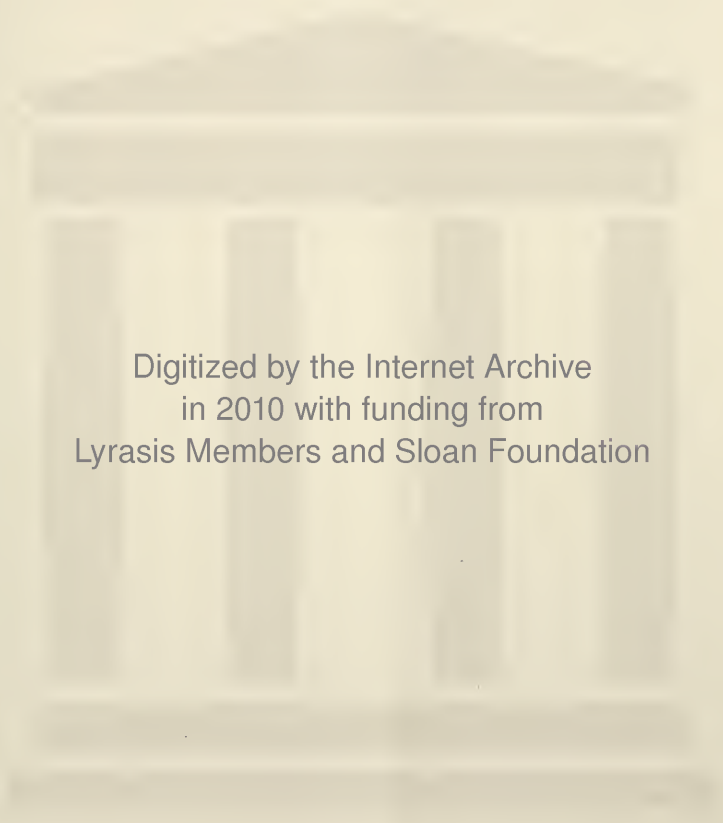 Digitized by the Internet Archive
in 2010 with funding from
Lyrasis Members and Sloan Foundation